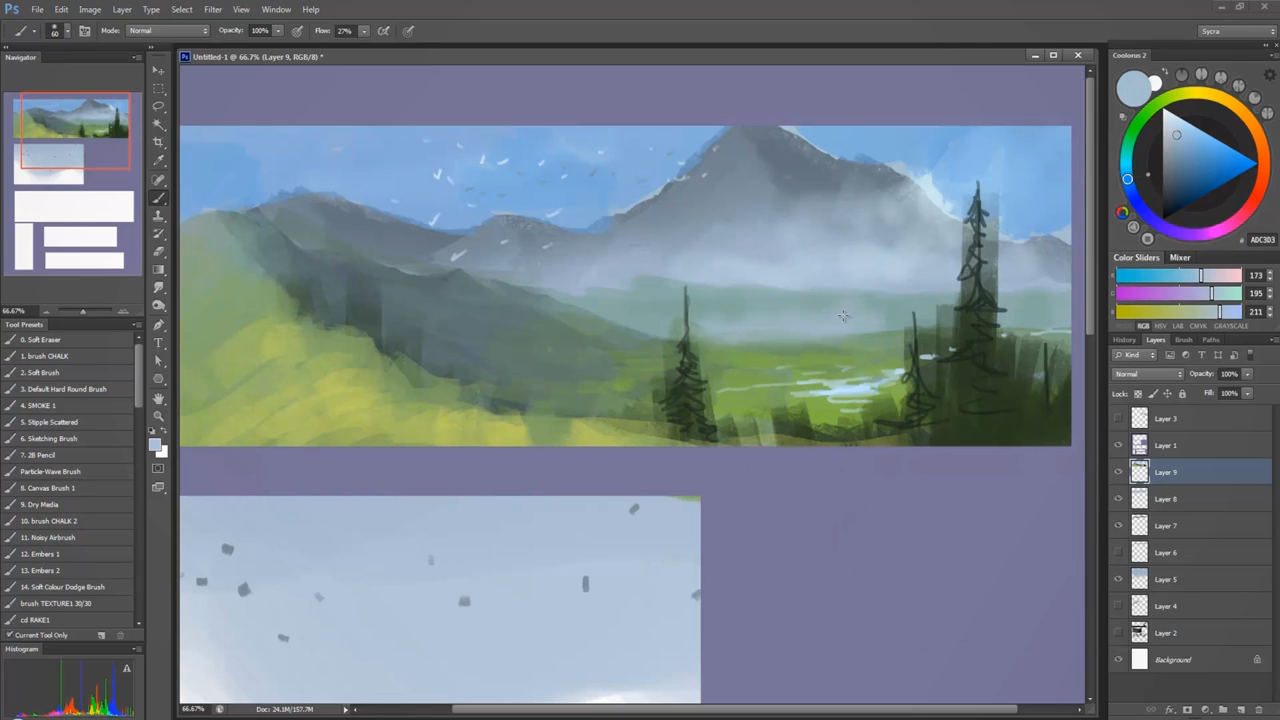 Ps File Edit Image Layer Type Select Filter View Window Help
60 Mode: Normal Opacity: 100% Flow: 27% Sycra
Navigator
66.67%
Tool Presets
0. Soft Eraser
1. brush CHALK
2. Soft Brush
3. Default Hard Round Brush
4. SMOKE 1
5. Stipple Scattered
6. Sketching Brush
7. 2B Pencil
Particle-Wave Brush
8. Canvas Brush 1
9. Dry Media
10. brush CHALK 2
11. Noisy Airbrush
12. Embers 1
13. Embers 2
14. Soft Colour Dodge Brush
brush TEXTURE1 30/30
cd RAKE1
Current Tool Only
Histogram
Ps Untitled-1 @ 66.7% (Layer 9, RGB/8) *
66.67% Doc: 24.1M/157.7M
Coolorus 2
# ADC3D3
Color Sliders Mixer
R 173
G 195
B 211
RGB HSV LAB CMYK GRAYSCALE
History Layers Brush Paths
Kind
Normal Opacity: 100%
Lock: Fill: 100%
Layer 3
Layer 1
Layer 9
Layer 8
Layer 7
Layer 6
Layer 5
Layer 4
Layer 2
Background
fx